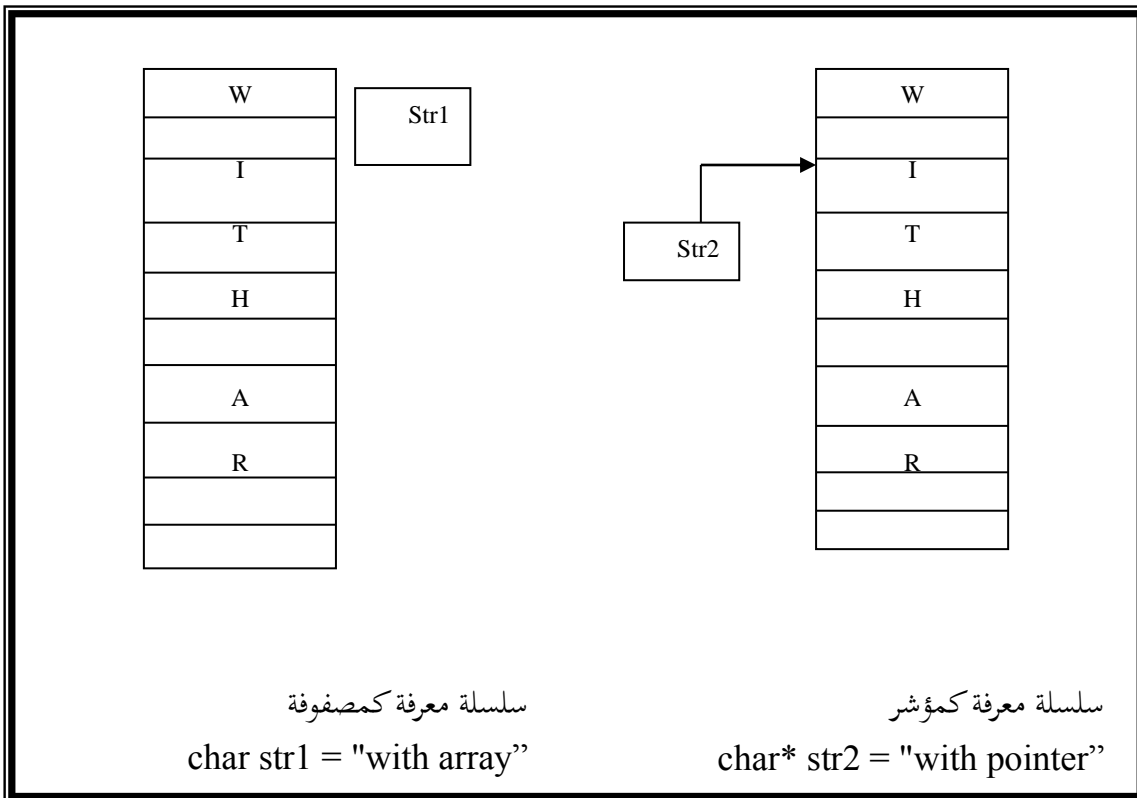 W
Str1
I
T
H
A
R
W
I
Str2
T
H
A
R
سلسلة معرفة كمصفوفة
char str1 = "with array”
سلسلة معرفة كمؤشر
char* str2 = "with pointer”